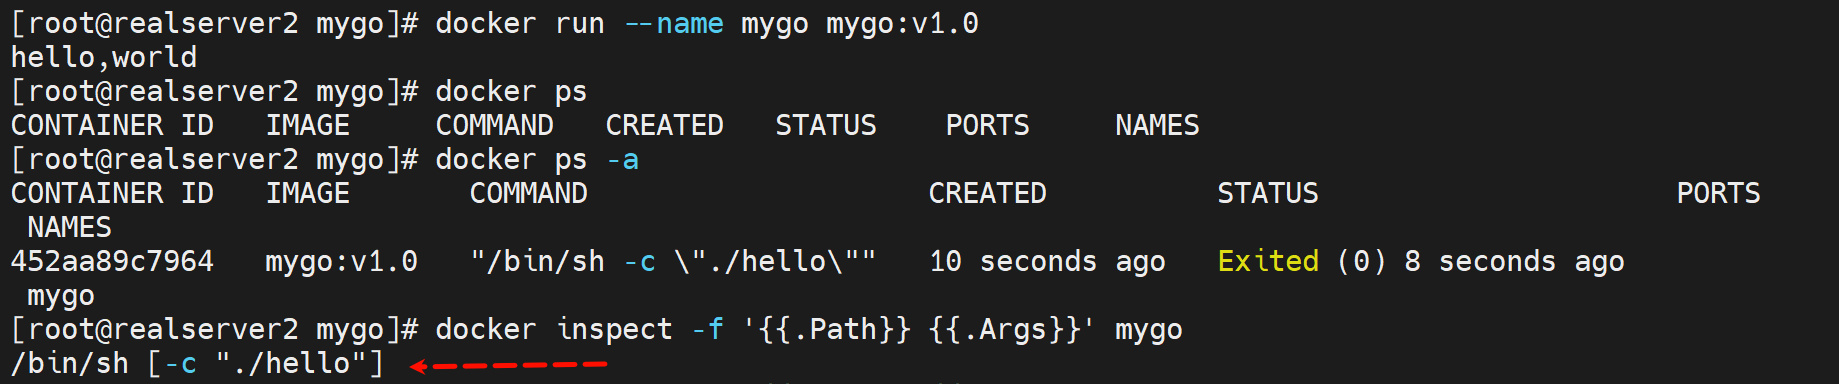 [root@realserver2 mygo]# docker run --name mygo mygo:v1.0
hello,world
[root@realserver2 mygo]# docker ps
CONTAINER ID   IMAGE     COMMAND   CREATED   STATUS    PORTS     NAMES
[root@realserver2 mygo]# docker ps -a
CONTAINER ID   IMAGE       COMMAND                    CREATED          STATUS                     PORTS
 NAMES
452aa89c7964   mygo:v1.0   "/bin/sh -c \"./hello\""   10 seconds ago   Exited (0) 8 seconds ago
 mygo
[root@realserver2 mygo]# docker inspect -f '{{.Path}} {{.Args}}' mygo
/bin/sh [-c "./hello"]